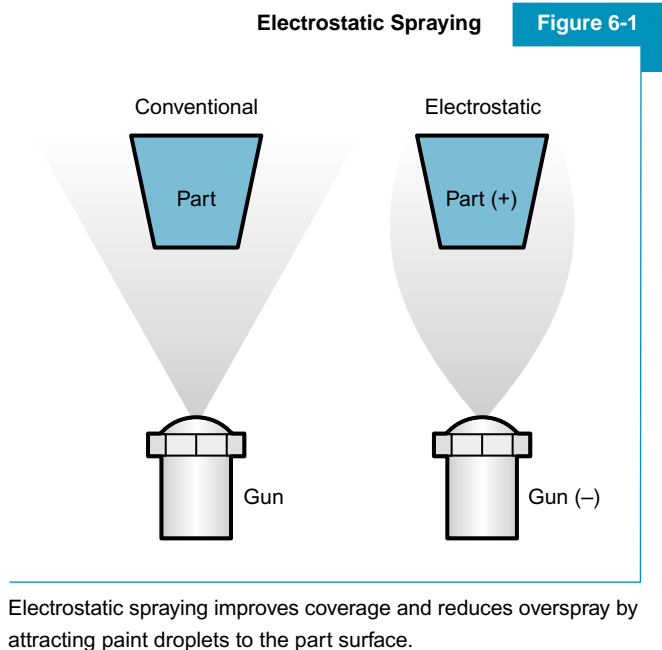 Electrostatic Spraying
Figure 6-1
Conventional
Electrostatic
Part
Part (+)
Gun
Gun (–)
Electrostatic spraying improves coverage and reduces overspray by
attracting paint droplets to the part surface.